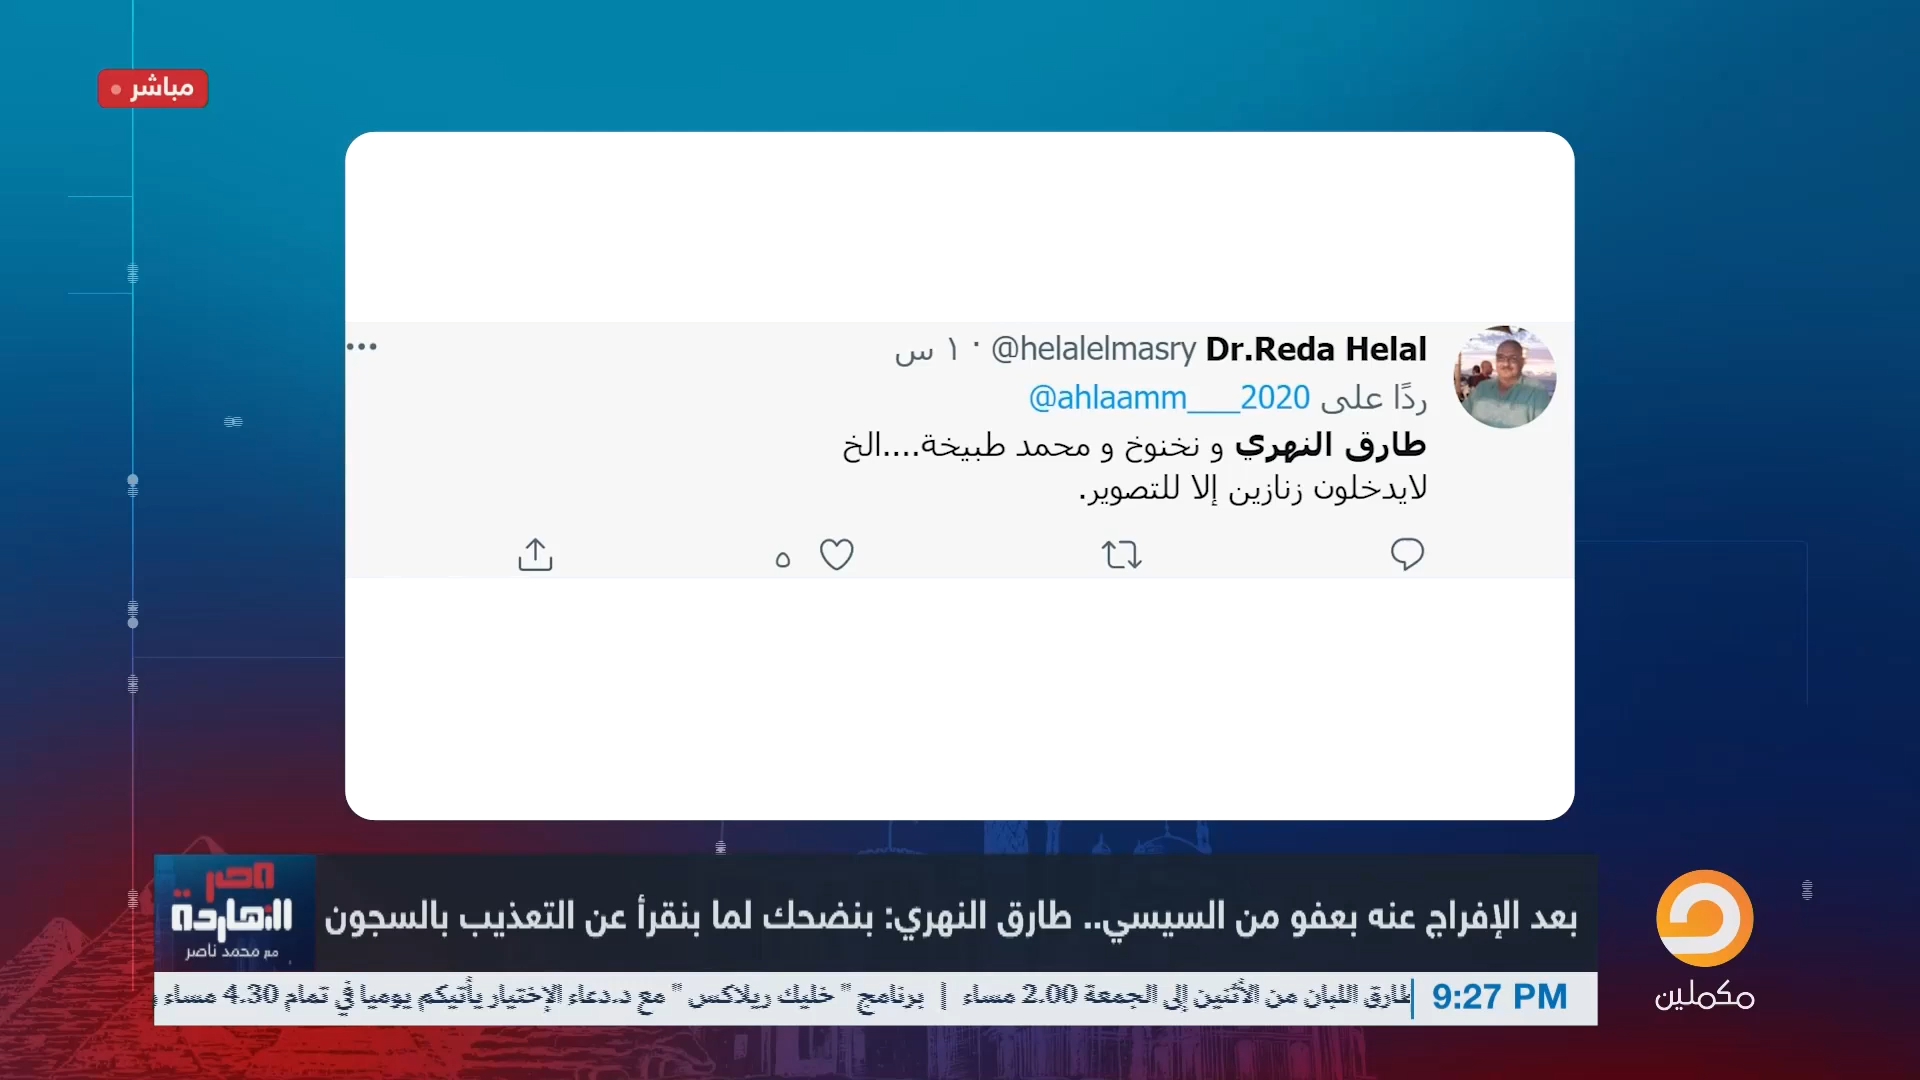 مباشر
Dr.Reda Helal @helalelmasry · ١ س
ردًا على @ahlaamm___2020
طارق النهري و نخنوخ و محمد طبيخة....الخ
لايدخلون زنازين إلا للتصوير.
٥
مصر
النهاردة
مع محمد ناصر
بعد الإفراج عنه بعفو من السيسي.. طارق النهري: بنضحك لما بنقرأ عن التعذيب بالسجون
9:27 PM
طارق اللبان من الأثنين إلى الجمعة 2.00 مساء | برنامج " خليك ريلاكس " مع د.دعاء الإختيار يأتيكم يوميا في تمام 4.30 مساء
مكملين